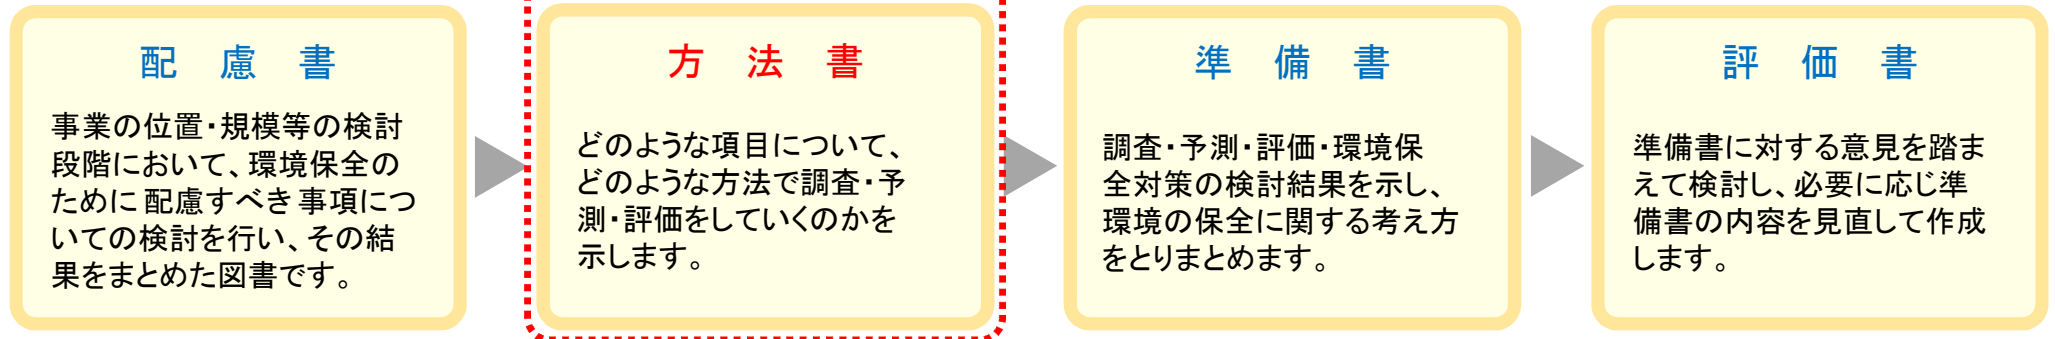 配　慮　書
事業の位置・規模等の検討
段階において、環境保全の
ために配慮すべき事項につ
いての検討を行い、その結
果をまとめた図書です。
方　法　書
どのような項目について、
どのような方法で調査・予
測・評価をしていくのかを
示します。
準　備　書
調査・予測・評価・環境保
全対策の検討結果を示し、
環境の保全に関する考え方
をとりまとめます。
評　価　書
準備書に対する意見を踏ま
えて検討し、必要に応じ準
備書の内容を見直して作成
します。